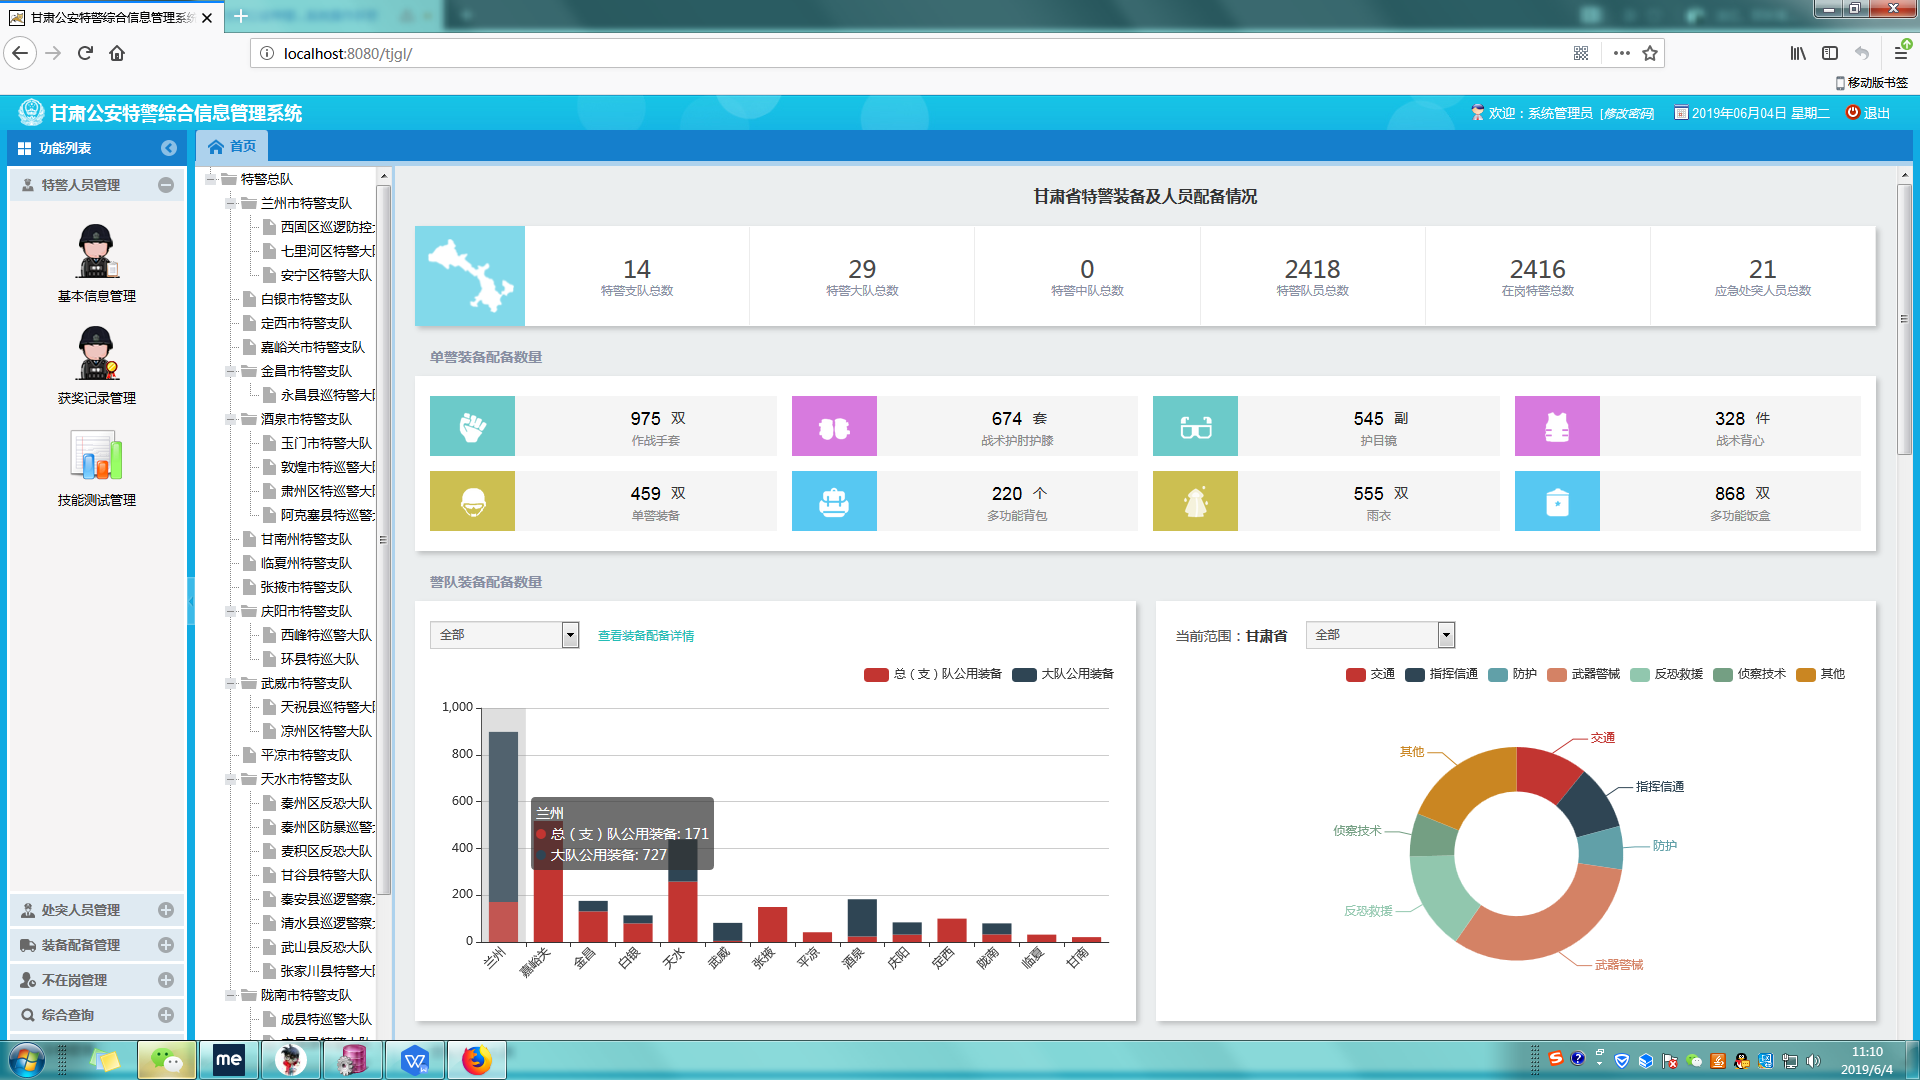 甘肃公安特警综合信息管理系统
localhost:8080/tjgl/
移动版书签
甘肃公安特警综合信息管理系统
欢迎：系统管理员 [修改密码] 2019年06月04日 星期二 退出
功能列表
首页
特警人员管理
基本信息管理
获奖记录管理
技能测试管理
处突人员管理
装备配备管理
不在岗管理
综合查询
特警总队
兰州市特警支队
西固区巡逻防控
七里河区特警大
安宁区特警大队
白银市特警支队
定西市特警支队
嘉峪关市特警支队
金昌市特警支队
永昌县巡特警大
酒泉市特警支队
玉门市特警大队
敦煌市特巡警大
肃州区特巡警大
阿克塞县特巡警
甘南州特警支队
临夏州特警支队
张掖市特警支队
庆阳市特警支队
西峰特巡警大队
环县特巡大队
武威市特警支队
天祝县巡特警大
凉州区特警大队
平凉市特警支队
天水市特警支队
秦州区反恐大队
秦州区防暴巡警
麦积区反恐大队
甘谷县特警大队
秦安县巡逻警察
清水县巡逻警察
武山县反恐大队
张家川县特警大
陇南市特警支队
成县特巡警大队
甘肃省特警装备及人员配备情况
14 29 0 2418 2416 21
特警支队总数 特警大队总数 特警中队总数 特警队员总数 在岗特警总数 应急处突人员总数
单警装备配备数量
975 双 674 套 545 副 328 件
作战手套 战术护肘护膝 护目镜 战术背心
459 双 220 个 555 双 868 双
单警装备 多功能背包 雨衣 多功能饭盒
警队装备配备数量
全部 查看装备配备详情
总（支）队公用装备 大队公用装备
1,000
800
600
400
200
0
兰州
总（支）队公用装备: 171
大队公用装备: 727
兰州 嘉峪关 金昌 白银 天水 武威 张掖 平凉 酒泉 庆阳 定西 陇南 临夏 甘南
当前范围：甘肃省 全部
交通 指挥信通 防护 武器警械 反恐救援 侦察技术 其他
交通
其他
指挥信通
侦察技术
防护
反恐救援
武器警械
me
11:10
2019/6/4